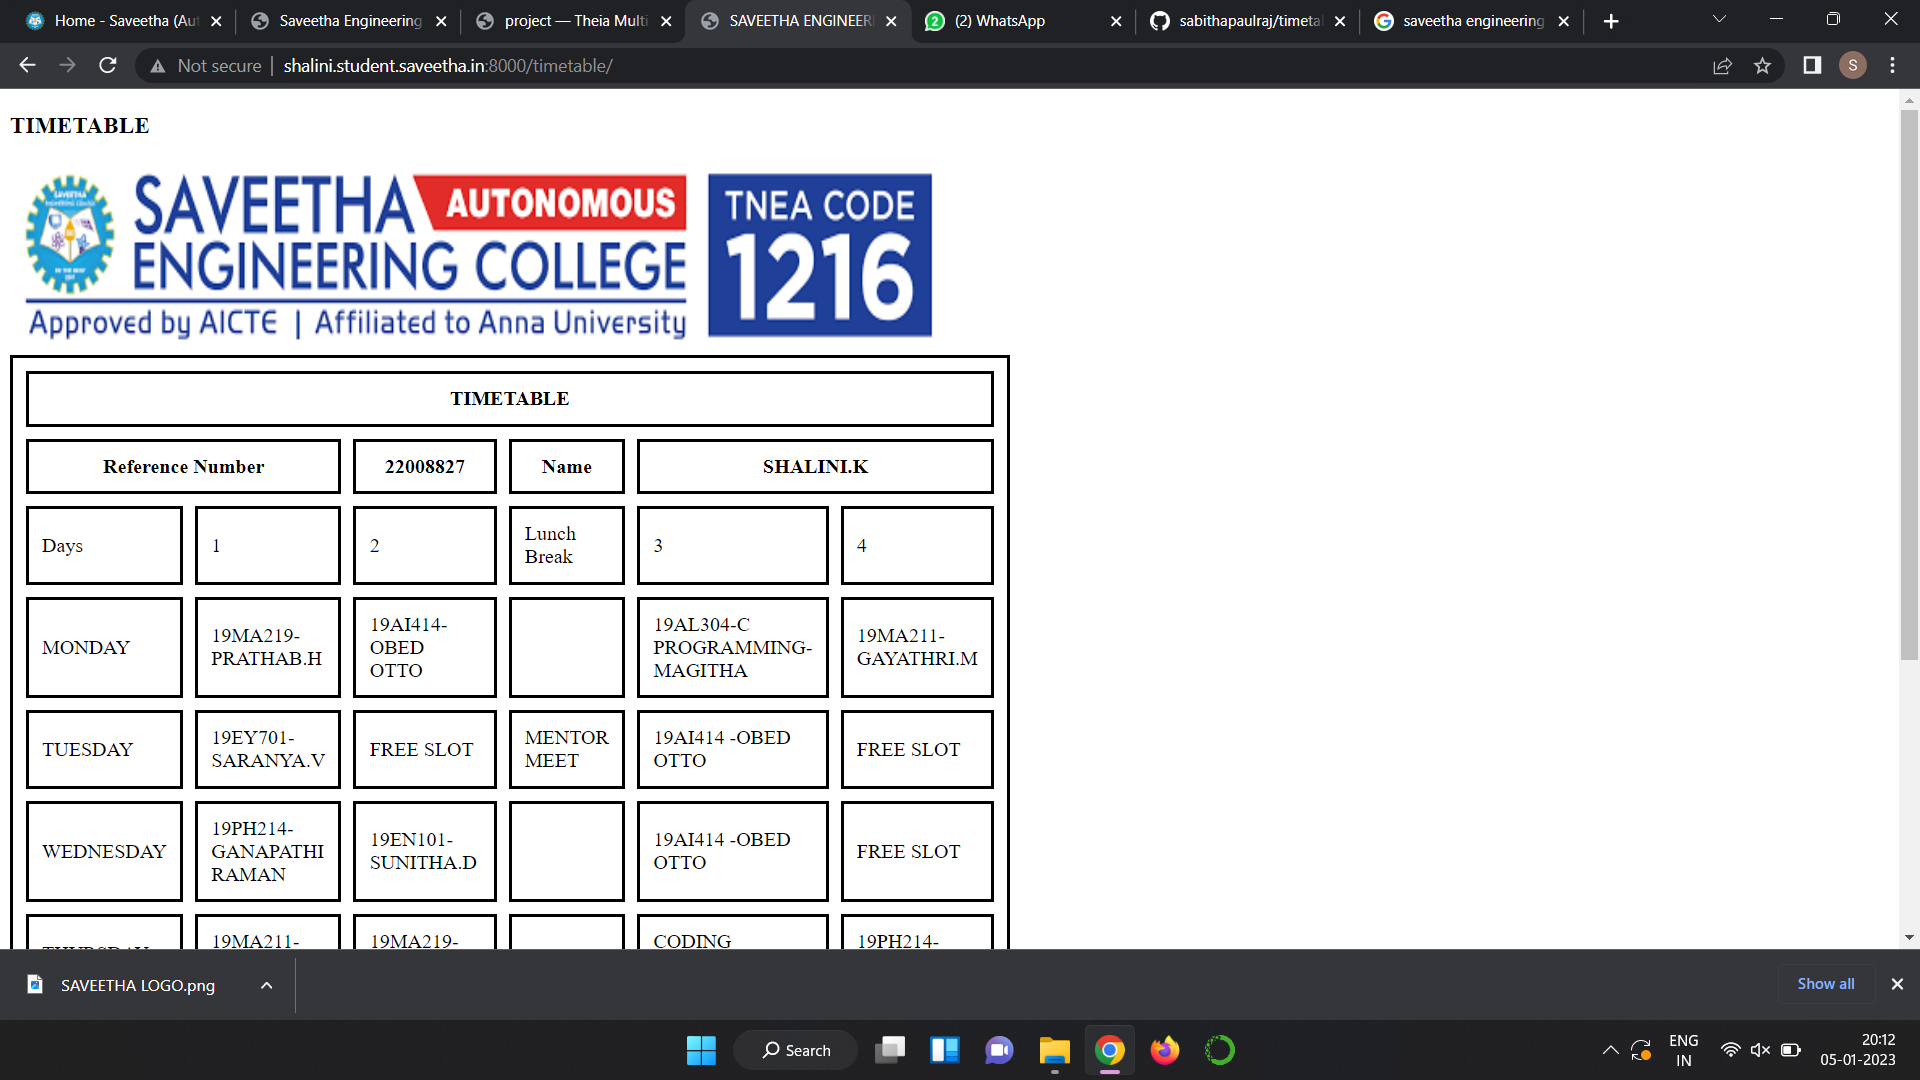 Home - Saveetha (Aut
Saveetha Engineering
project — Theia Multi
SAVEETHA ENGINEERI
(2) WhatsApp
sabithapaulraj/timetal
saveetha engineering
Not secure
shalini.student.saveetha.in:8000/timetable/
S
TIMETABLE
SAVEETHA AUTONOMOUS
ENGINEERING COLLEGE
Approved by AICTE | Affiliated to Anna University
TNEA CODE
1216
TIMETABLE
Reference Number 22008827 Name SHALINI.K
Days 1 2 Lunch Break 3 4
MONDAY
19MA219-
PRATHAB.H
19AI414-
OBED
OTTO
19AL304-C
PROGRAMMING-
MAGITHA
19MA211-
GAYATHRI.M
TUESDAY
19EY701-
SARANYA.V
FREE SLOT
MENTOR
MEET
19AI414 -OBED
OTTO
FREE SLOT
WEDNESDAY
19PH214-
GANAPATHI
RAMAN
19EN101-
SUNITHA.D
19AI414 -OBED
OTTO
FREE SLOT
THURSDAY
19MA211-
19MA219-
CODING
19PH214-
SAVEETHA LOGO.png
Show all
Search
ENG
IN
20:12
05-01-2023